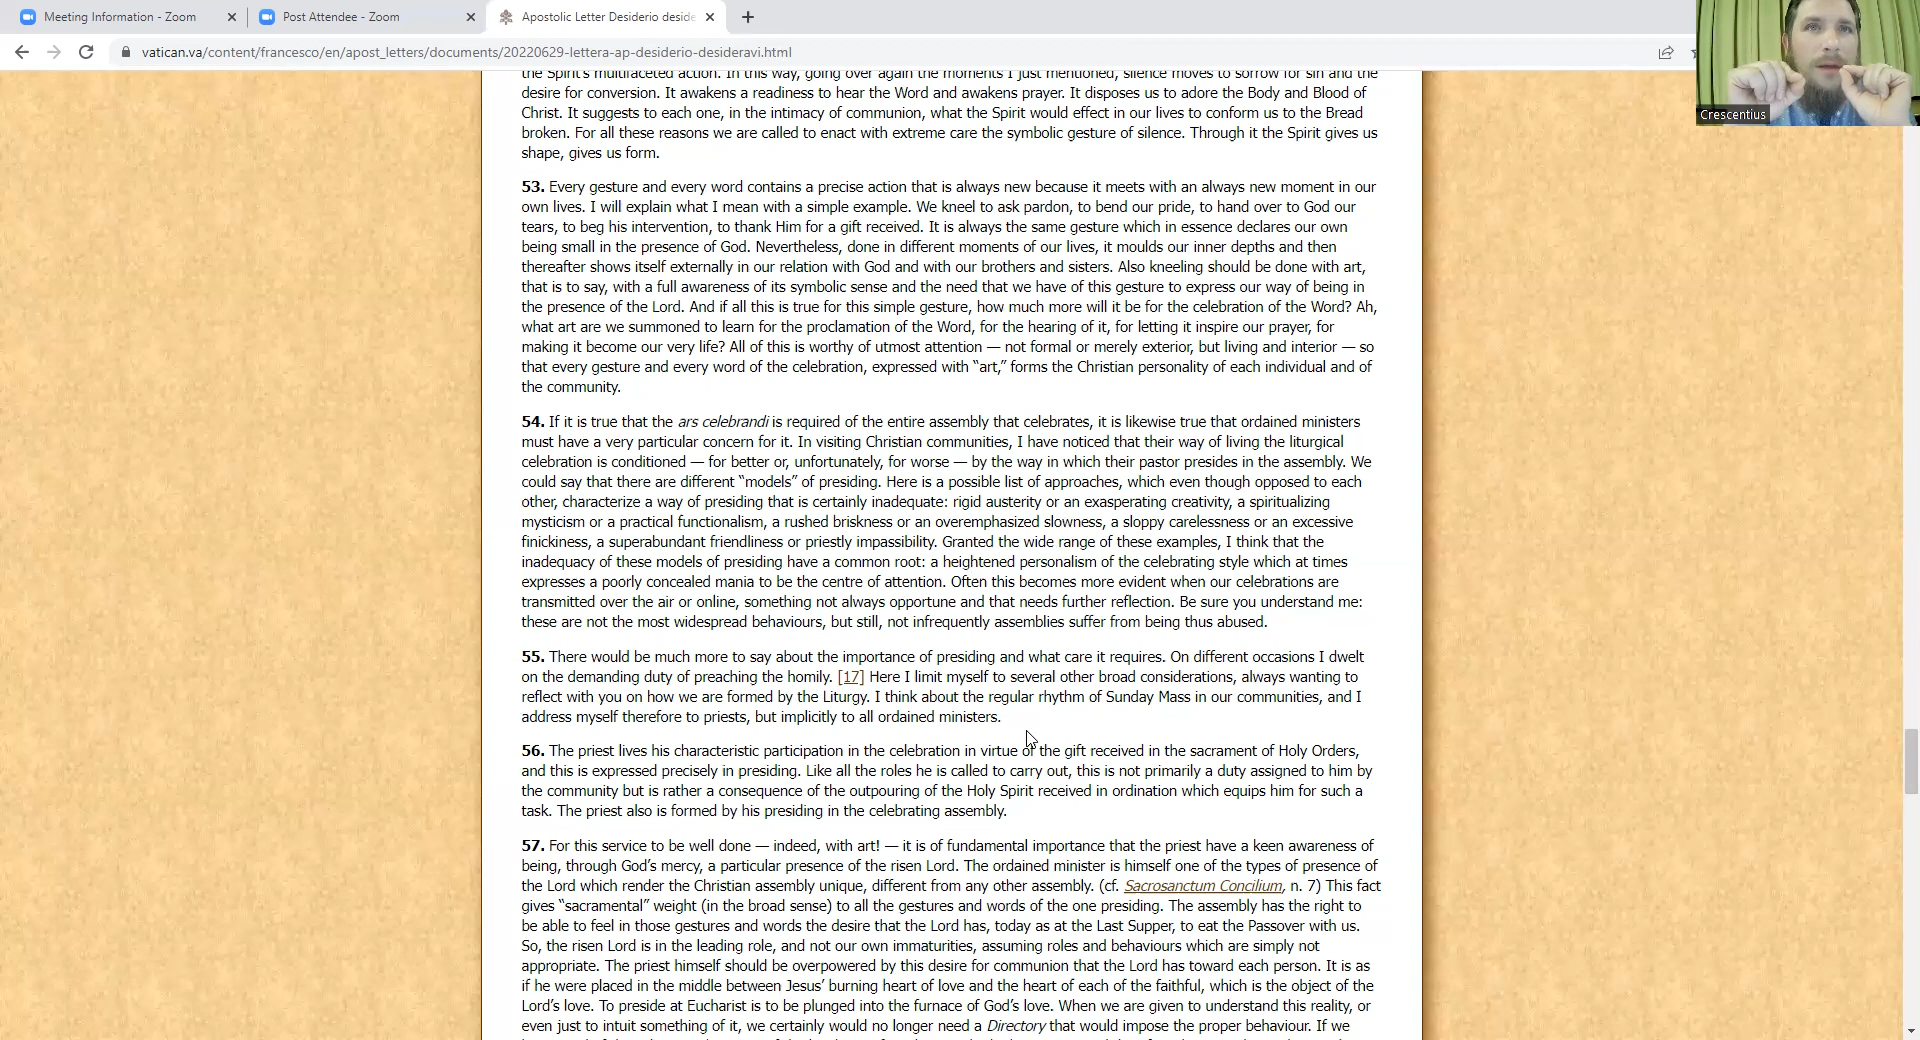 Meeting Information - Zoom
Post Attendee - Zoom
Apostolic Letter Desiderio deside
vatican.va/content/francesco/en/apost_letters/documents/20220629-lettera-ap-desiderio-desideravi.html
Crescentius
the Spirit's multifaceted action. In this way, going over again the moments I just mentioned, silence moves to sorrow for sin and the
desire for conversion. It awakens a readiness to hear the Word and awakens prayer. It disposes us to adore the Body and Blood of
Christ. It suggests to each one, in the intimacy of communion, what the Spirit would effect in our lives to conform us to the Bread
broken. For all these reasons we are called to enact with extreme care the symbolic gesture of silence. Through it the Spirit gives us
shape, gives us form.
53. Every gesture and every word contains a precise action that is always new because it meets with an always new moment in our
own lives. I will explain what I mean with a simple example. We kneel to ask pardon, to bend our pride, to hand over to God our
tears, to beg his intervention, to thank Him for a gift received. It is always the same gesture which in essence declares our own
being small in the presence of God. Nevertheless, done in different moments of our lives, it moulds our inner depths and then
thereafter shows itself externally in our relation with God and with our brothers and sisters. Also kneeling should be done with art,
that is to say, with a full awareness of its symbolic sense and the need that we have of this gesture to express our way of being in
the presence of the Lord. And if all this is true for this simple gesture, how much more will it be for the celebration of the Word? Ah,
what art are we summoned to learn for the proclamation of the Word, for the hearing of it, for letting it inspire our prayer, for
making it become our very life? All of this is worthy of utmost attention — not formal or merely exterior, but living and interior — so
that every gesture and every word of the celebration, expressed with “art,” forms the Christian personality of each individual and of
the community.
54. If it is true that the ars celebrandi is required of the entire assembly that celebrates, it is likewise true that ordained ministers
must have a very particular concern for it. In visiting Christian communities, I have noticed that their way of living the liturgical
celebration is conditioned — for better or, unfortunately, for worse — by the way in which their pastor presides in the assembly. We
could say that there are different “models” of presiding. Here is a possible list of approaches, which even though opposed to each
other, characterize a way of presiding that is certainly inadequate: rigid austerity or an exasperating creativity, a spiritualizing
mysticism or a practical functionalism, a rushed briskness or an overemphasized slowness, a sloppy carelessness or an excessive
finickiness, a superabundant friendliness or priestly impassibility. Granted the wide range of these examples, I think that the
inadequacy of these models of presiding have a common root: a heightened personalism of the celebrating style which at times
expresses a poorly concealed mania to be the centre of attention. Often this becomes more evident when our celebrations are
transmitted over the air or online, something not always opportune and that needs further reflection. Be sure you understand me:
these are not the most widespread behaviours, but still, not infrequently assemblies suffer from being thus abused.
55. There would be much more to say about the importance of presiding and what care it requires. On different occasions I dwelt
on the demanding duty of preaching the homily. [17] Here I limit myself to several other broad considerations, always wanting to
reflect with you on how we are formed by the Liturgy. I think about the regular rhythm of Sunday Mass in our communities, and I
address myself therefore to priests, but implicitly to all ordained ministers.
56. The priest lives his characteristic participation in the celebration in virtue of the gift received in the sacrament of Holy Orders,
and this is expressed precisely in presiding. Like all the roles he is called to carry out, this is not primarily a duty assigned to him by
the community but is rather a consequence of the outpouring of the Holy Spirit received in ordination which equips him for such a
task. The priest also is formed by his presiding in the celebrating assembly.
57. For this service to be well done — indeed, with art! — it is of fundamental importance that the priest have a keen awareness of
being, through God’s mercy, a particular presence of the risen Lord. The ordained minister is himself one of the types of presence of
the Lord which render the Christian assembly unique, different from any other assembly. (cf. Sacrosanctum Concilium, n. 7) This fact
gives “sacramental” weight (in the broad sense) to all the gestures and words of the one presiding. The assembly has the right to
be able to feel in those gestures and words the desire that the Lord has, today as at the Last Supper, to eat the Passover with us.
So, the risen Lord is in the leading role, and not our own immaturities, assuming roles and behaviours which are simply not
appropriate. The priest himself should be overpowered by this desire for communion that the Lord has toward each person. It is as
if he were placed in the middle between Jesus’ burning heart of love and the heart of each of the faithful, which is the object of the
Lord’s love. To preside at Eucharist is to be plunged into the furnace of God’s love. When we are given to understand this reality, or
even just to intuit something of it, we certainly would no longer need a Directory that would impose the proper behaviour. If we